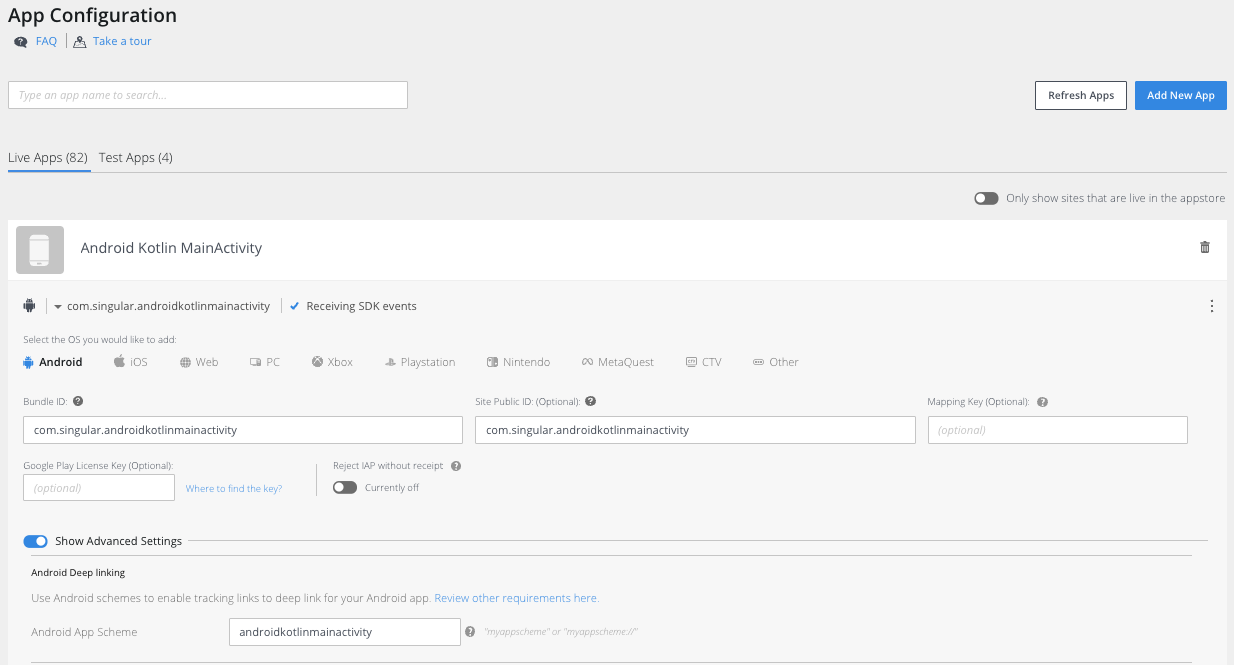 App Configuration
FAQ Take a tour
Type an app name to search...
Refresh Apps Add New App
Live Apps (82) Test Apps (4)
Only show sites that are live in the appstore
Android Kotlin MainActivity
com.singular.androidkotlinmainactivity Receiving SDK events
Select the OS you would like to add:
Android iOS Web PC Xbox Playstation Nintendo MetaQuest CTV Other
Bundle ID: Site Public ID: (Optional): Mapping Key (Optional):
com.singular.androidkotlinmainactivity com.singular.androidkotlinmainactivity (optional)
Google Play License Key (Optional): Reject IAP without receipt
(optional) Where to find the key? Currently off
Show Advanced Settings
Android Deep linking
Use Android schemes to enable tracking links to deep link for your Android app. Review other requirements here.
Android App Scheme androidkotlinmainactivity "myappscheme" or "myappscheme://"